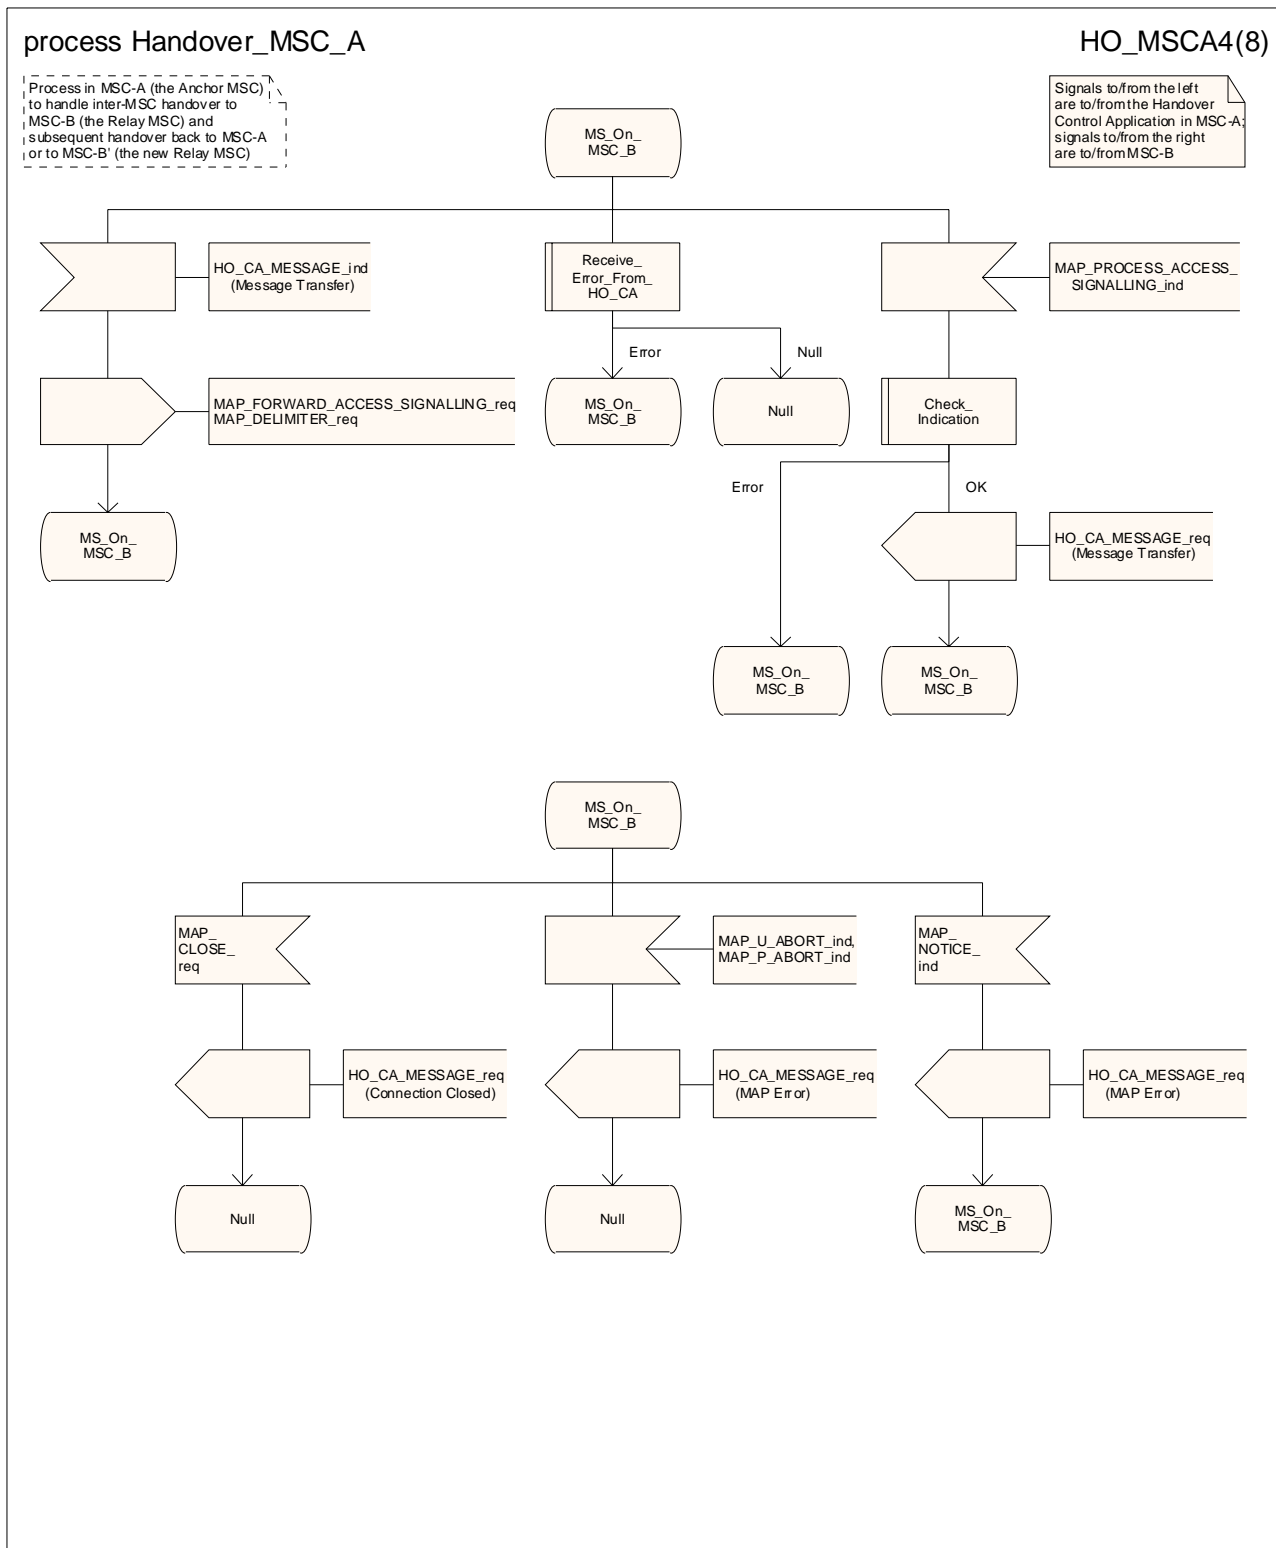 process Handover_MSC_A
HO_MSCA4(8)
Process in MSC-A (the Anchor MSC)
to handle inter-MSC handover to
MSC-B (the Relay MSC) and
subsequent handover back to MSC-A
or to MSC-B' (the new Relay MSC)
Signals to/from the left
are to/from the Handover
Control Application in MSC-A;
signals to/from the right
are to/from MSC-B
MS_On_
MSC_B
HO_CA_MESSAGE_ind
(Message Transfer)
Receive_
Error_From_
HO_CA
MAP_PROCESS_ACCESS_
SIGNALLING_ind
Error
Null
MAP_FORWARD_ACCESS_SIGNALLING_req
MAP_DELIMITER_req
MS_On_
MSC_B
Null
Check_
Indication
Error
OK
MS_On_
MSC_B
HO_CA_MESSAGE_req
(Message Transfer)
MS_On_
MSC_B
MS_On_
MSC_B
MS_On_
MSC_B
MAP_
CLOSE_
req
MAP_U_ABORT_ind,
MAP_P_ABORT_ind
MAP_
NOTICE_
ind
HO_CA_MESSAGE_req
(Connection Closed)
HO_CA_MESSAGE_req
(MAP Error)
HO_CA_MESSAGE_req
(MAP Error)
Null
Null
MS_On_
MSC_B